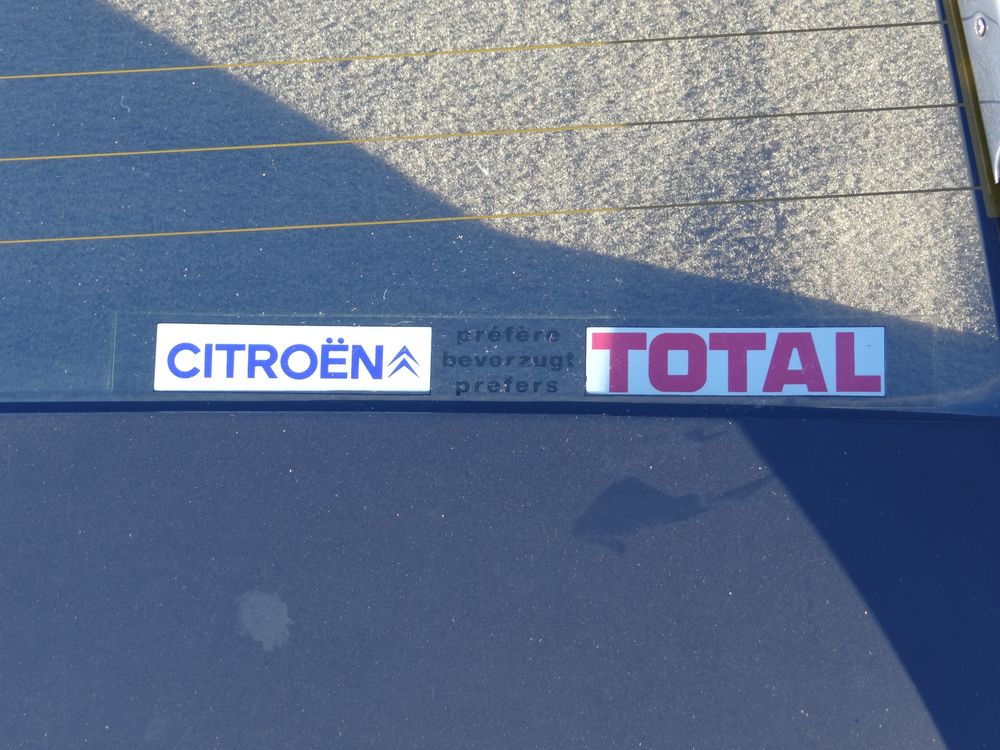 CITROËN
préfère
bevorzugt
prefers
TOTAL